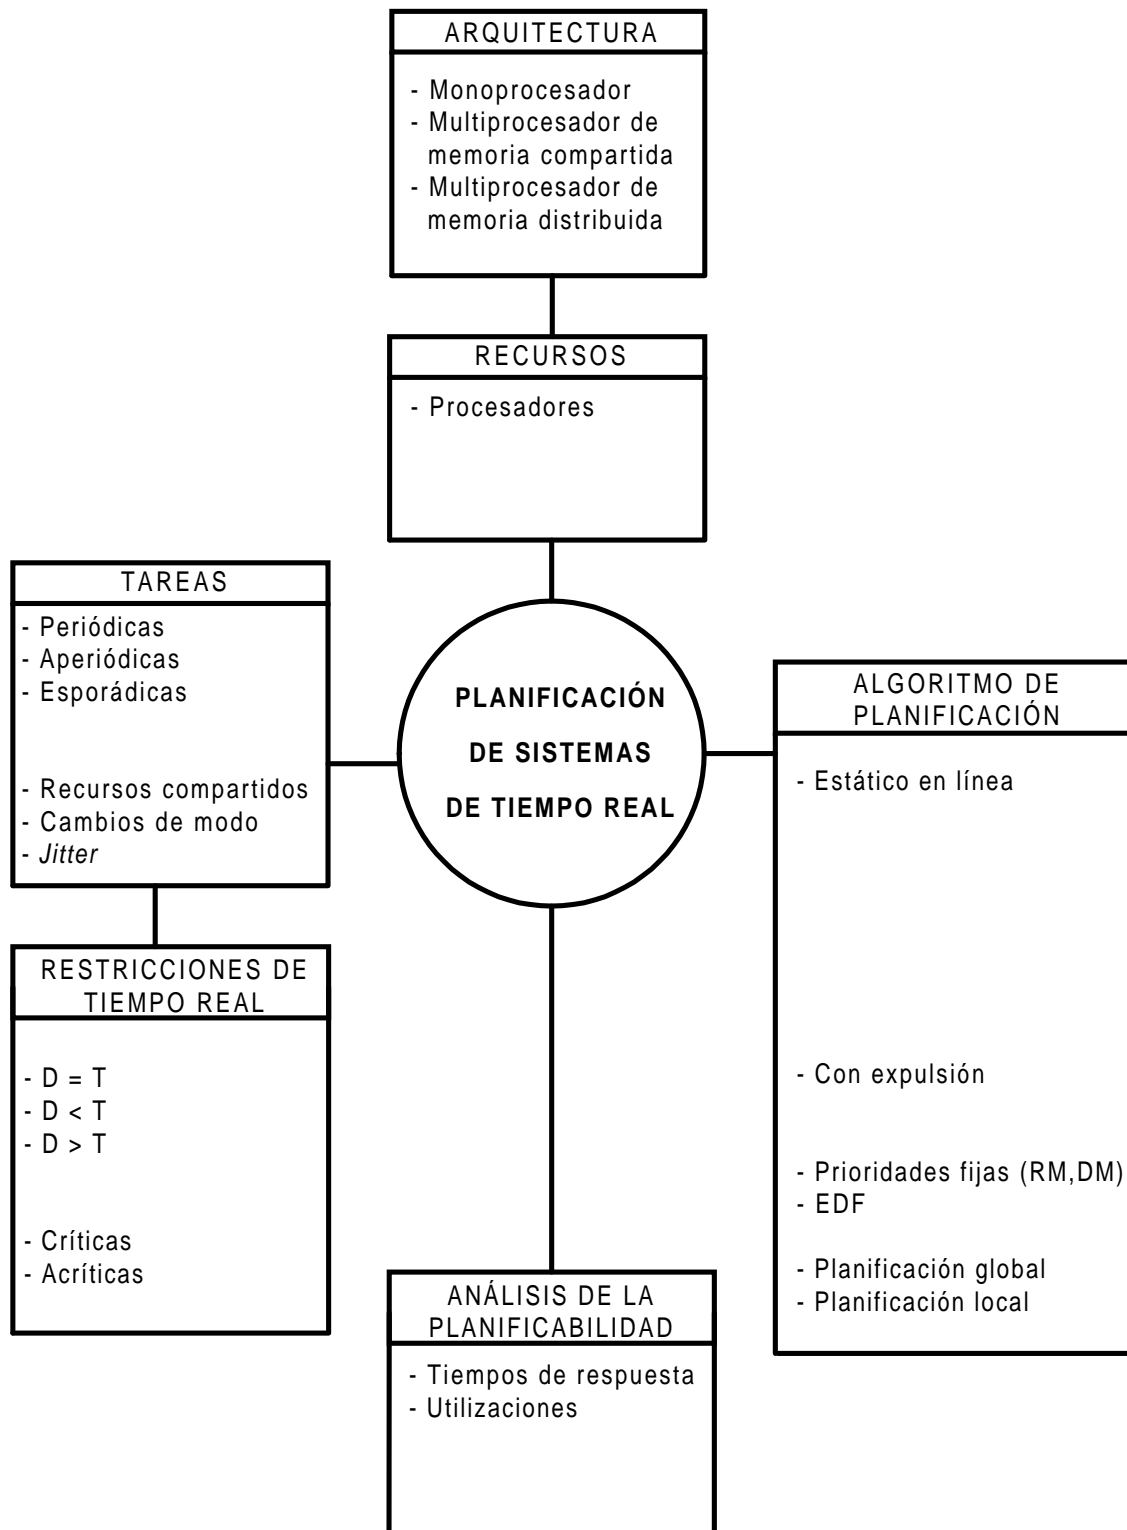 ARQUITECTURA
- Monoprocesador
- Multiprocesador de
memoria compartida
- Multiprocesador de
memoria distribuida
RECURSOS
- Procesadores
TAREAS
- Periódicas
- Aperiódicas
- Esporádicas
- Recursos compartidos
- Cambios de modo
- Jitter
PLANIFICACIÓN
DE SISTEMAS
DE TIEMPO REAL
ALGORITMO DE
PLANIFICACIÓN
- Estático en línea
- Con expulsión
- Prioridades fijas (RM,DM)
- EDF
- Planificación global
- Planificación local
RESTRICCIONES DE
TIEMPO REAL
- D = T
- D < T
- D > T
- Críticas
- Acríticas
ANÁLISIS DE LA
PLANIFICABILIDAD
- Tiempos de respuesta
- Utilizaciones